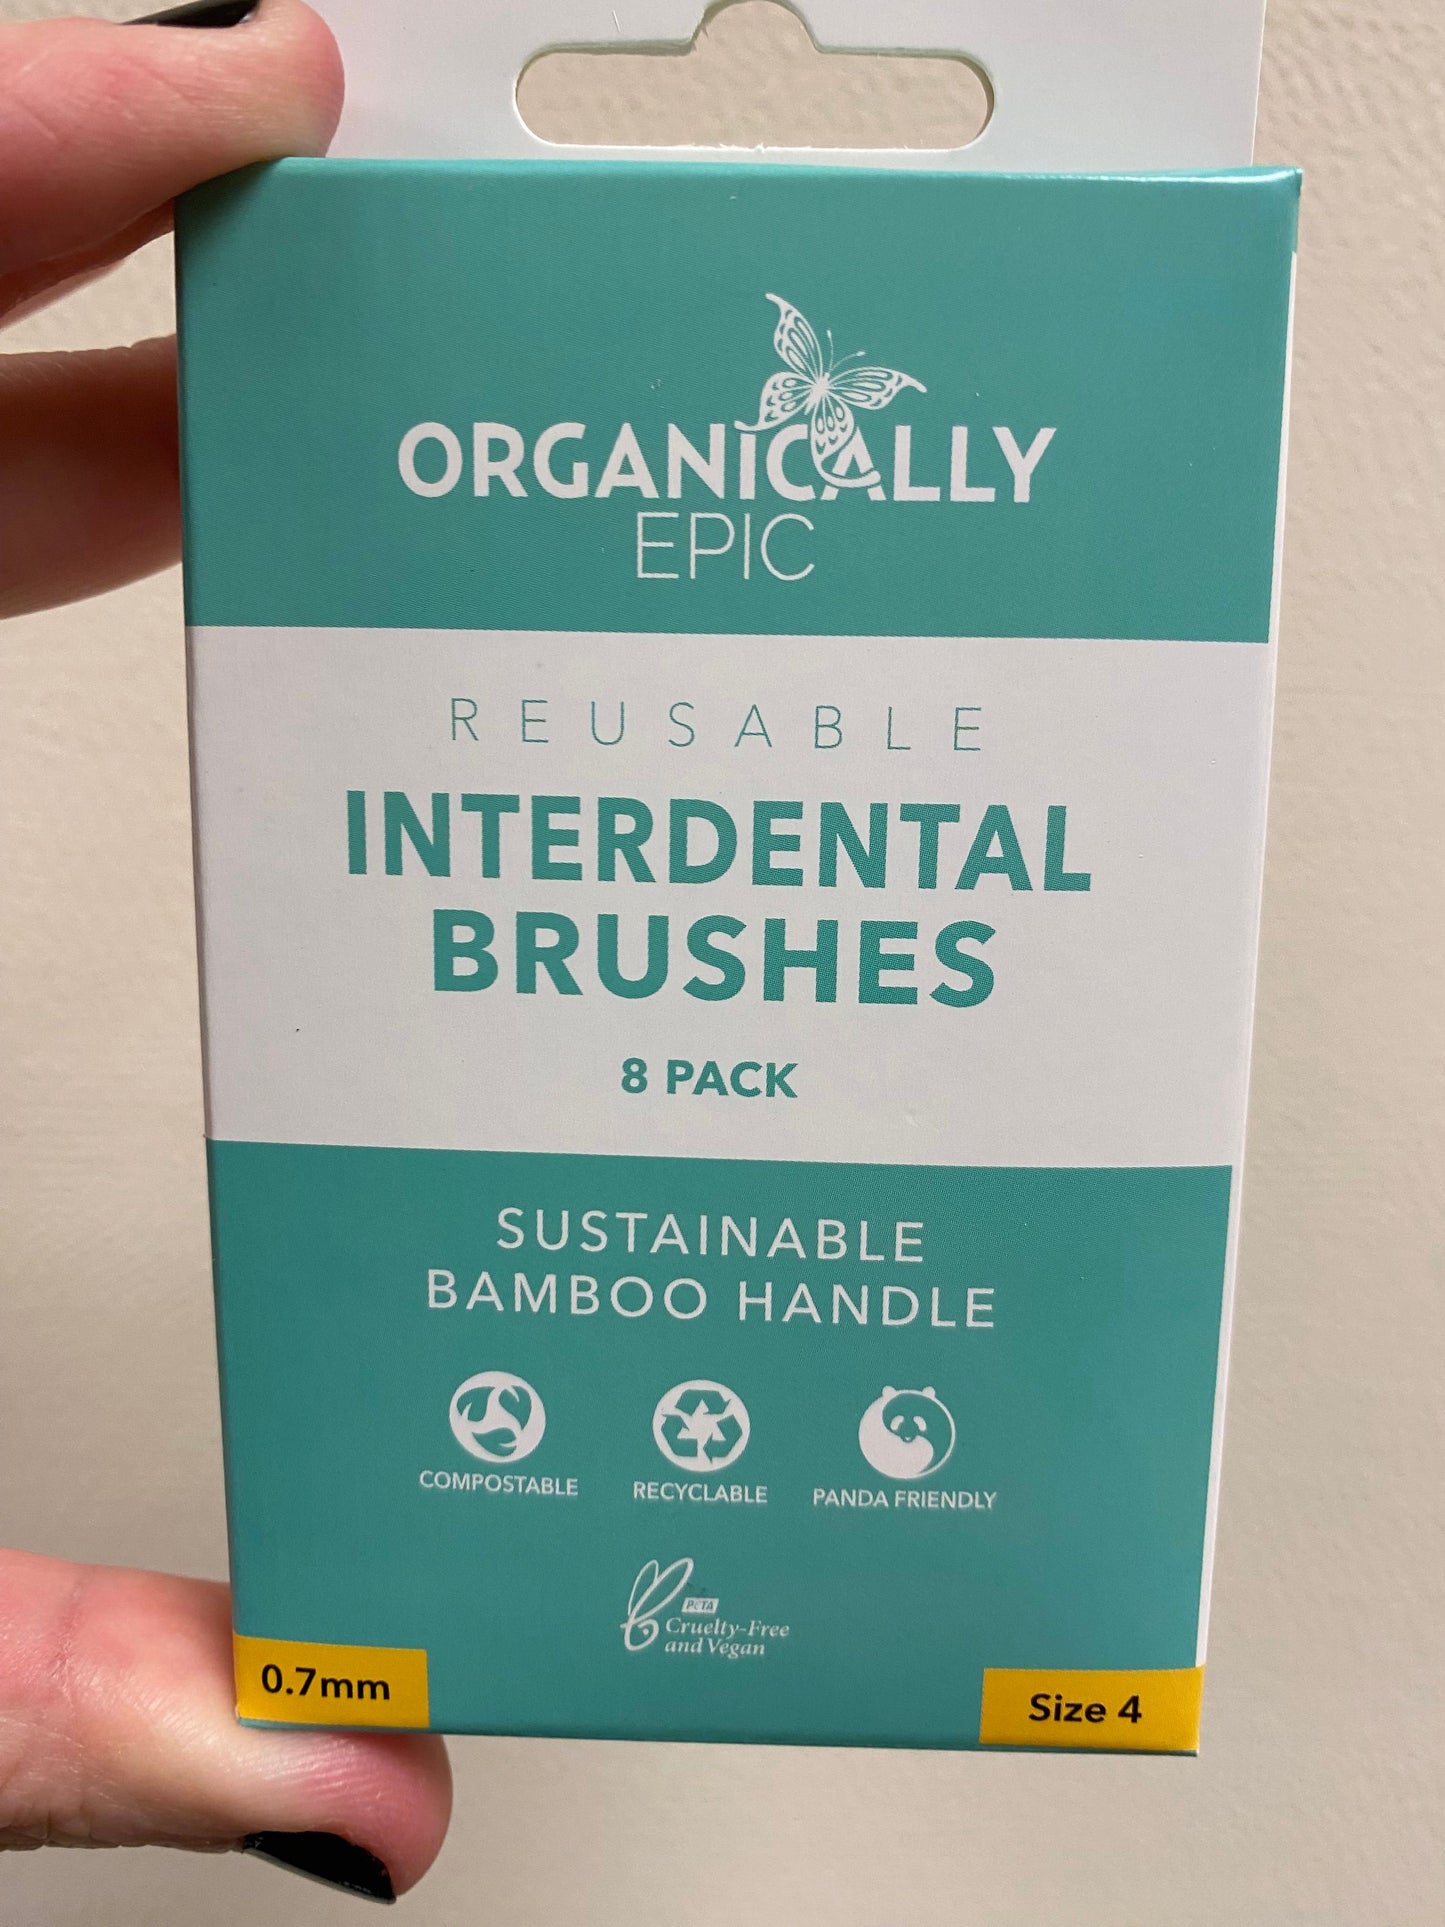 ORGANICALLY
EPIC
REUSABLE
INTERDENTAL
BRUSHES
8 PACK
SUSTAINABLE
BAMBOO HANDLE
COMPOSTABLE
RECYCLABLE
PANDA FRIENDLY
PETA
Cruelty-Free
and Vegan
0.7mm
Size 4